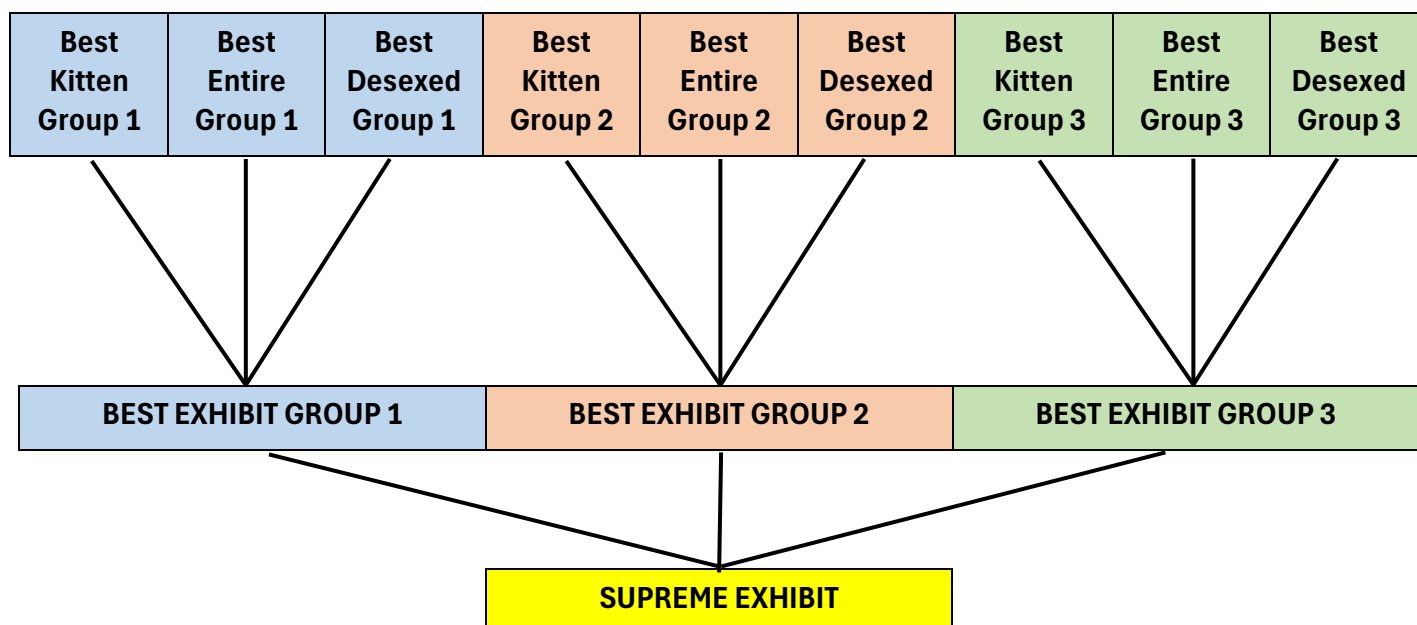 Best
Kitten
Group 1
Best
Entire
Group 1
Best
Desexed
Group 1
Best
Kitten
Group 2
Best
Entire
Group 2
Best
Desexed
Group 2
Best
Kitten
Group 3
Best
Entire
Group 3
Best
Desexed
Group 3
BEST EXHIBIT GROUP 1
BEST EXHIBIT GROUP 2
BEST EXHIBIT GROUP 3
SUPREME EXHIBIT